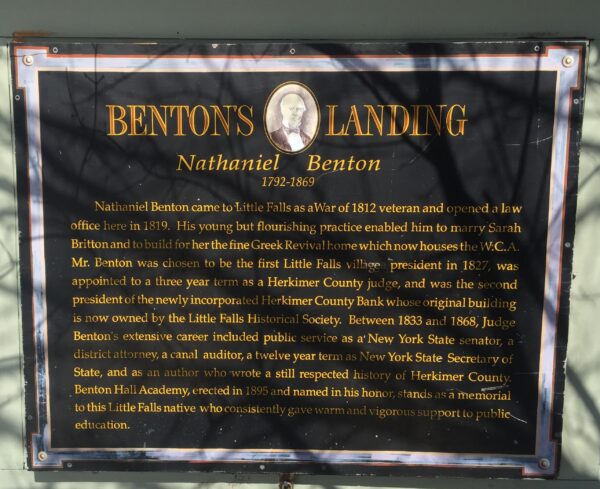 BENTON'S LANDING
Nathaniel Benton
1792-1869
Nathaniel Benton came to Little Falls as a War of 1812 veteran and opened a law
office here in 1819. His young but flourishing practice enabled him to marry Sarah
Britton and to build for her the fine Greek Revival home which now houses the W.C.A.
Mr. Benton was chosen to be the first Little Falls village president in 1827, was
appointed to a three year term as a Herkimer County judge, and was the second
president of the newly incorporated Herkimer County Bank whose original building
is now owned by the Little Falls Historical Society. Between 1833 and 1868, Judge
Benton's extensive career included public service as a New York State senator, a
district attorney, a canal auditor, a twelve year term as New York State Secretary of
State, and as an author who wrote a still respected history of Herkimer County.
Benton Hall Academy, erected in 1895 and named in his honor, stands as a memorial
to this Little Falls native who consistently gave warm and vigorous support to public
education.